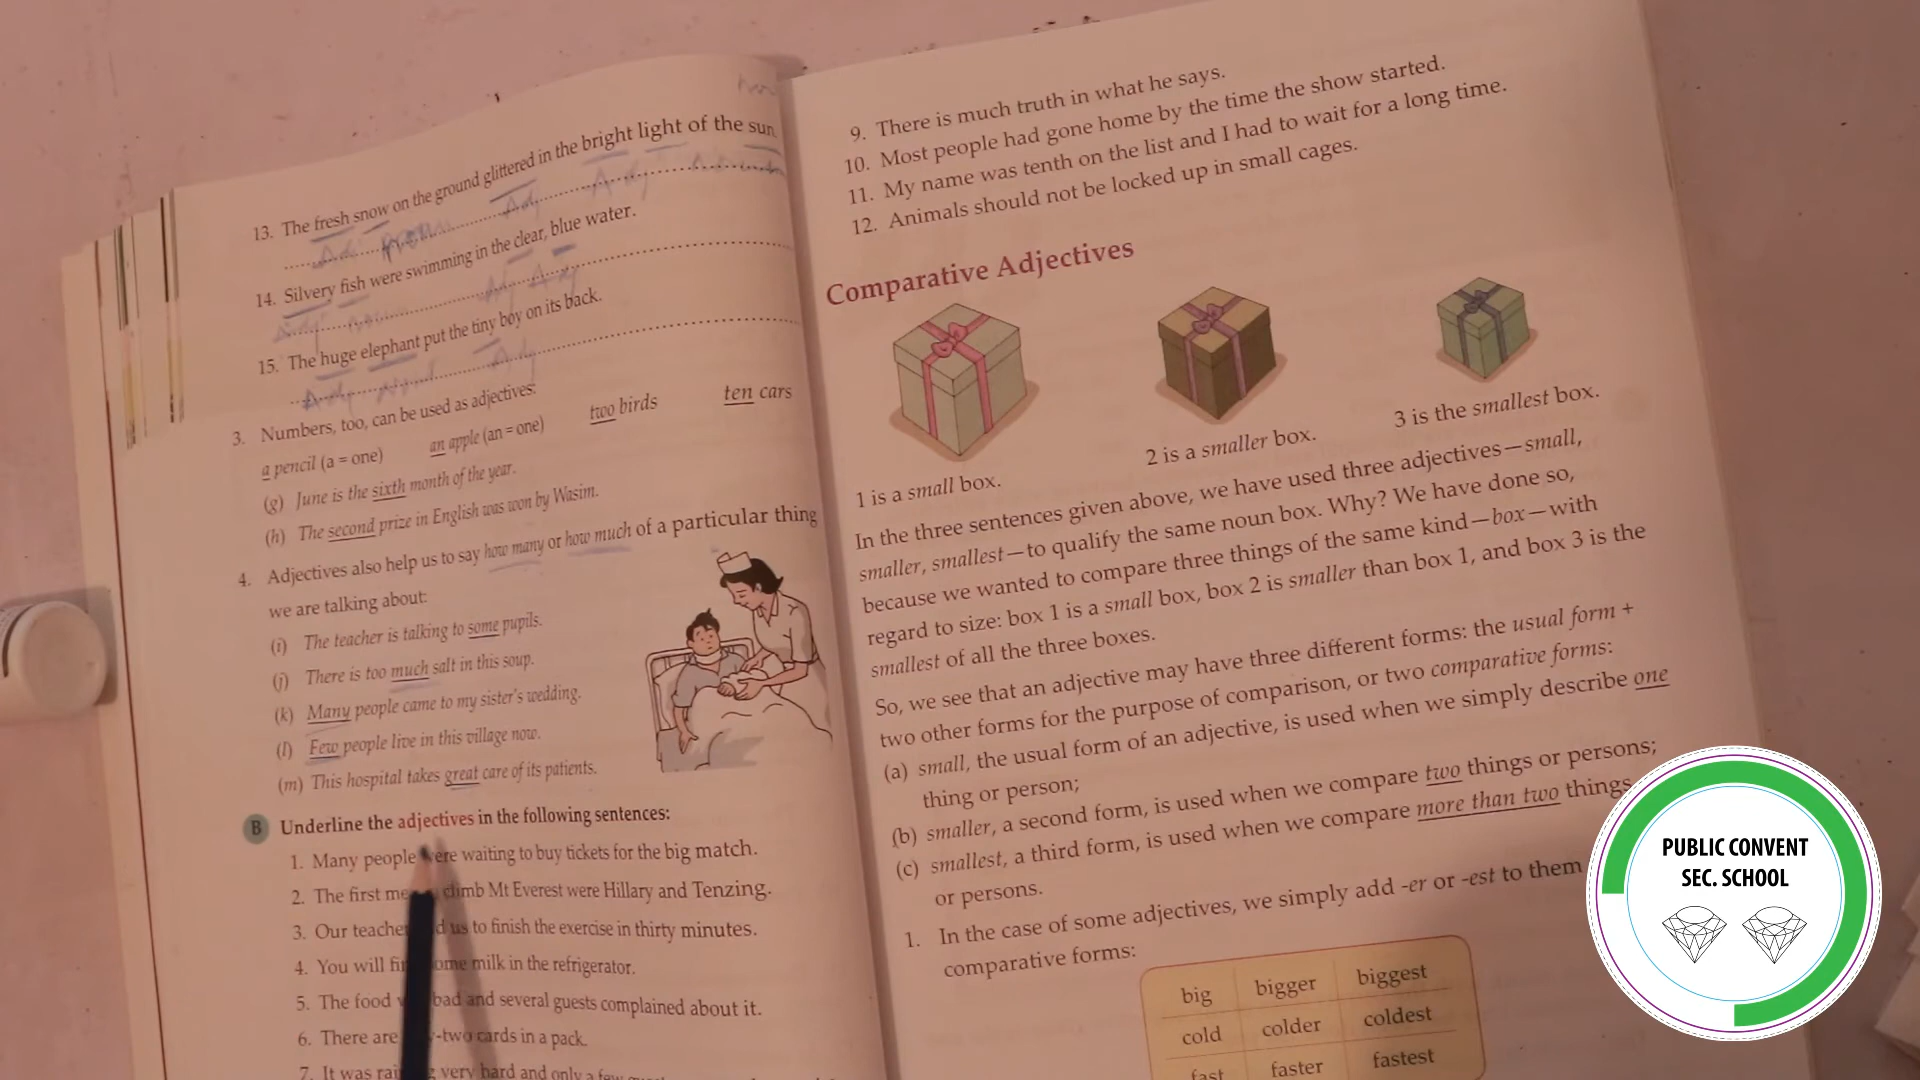 13. The fresh snow on the ground glittered in the bright light of the sun
14. Silvery fish were swimming in the clear, blue water.
15. The huge elephant put the tiny boy on its back.
3. Numbers, too, can be used as adjectives:
a pencil (a = one) an apple (an = one) two birds ten cars
(g) June is the sixth month of the year.
(h) The second prize in English was won by Wasim.
4. Adjectives also help us to say how many or how much of a particular thing
we are talking about:
(i) The teacher is talking to some pupils.
(j) There is too much salt in this soup.
(k) Many people came to my sister's wedding.
(l) Few people live in this village now.
(m) This hospital takes great care of its patients.
B Underline the adjectives in the following sentences:
1. Many people were waiting to buy tickets for the big match.
2. The first climb Mt Everest were Hillary and Tenzing.
3. Our us to finish the exercise in thirty minutes.
4. You will milk in the refrigerator.
5. The food bad and several guests complained about it.
6. There are -two cards in a pack.
7. It was very hard and only a few
9. There is much truth in what he says.
10. Most people had gone home by the time the show started.
11. My name was tenth on the list and I had to wait for a long time.
12. Animals should not be locked up in small cages.
Comparative Adjectives
1 is a small box. 2 is a smaller box. 3 is the smallest box.
In the three sentences given above, we have used three adjectives—small,
smaller, smallest—to qualify the same noun box. Why? We have done so,
because we wanted to compare three things of the same kind—box—with
regard to size: box 1 is a small box, box 2 is smaller than box 1, and box 3 is the
smallest of all the three boxes.
So, we see that an adjective may have three different forms: the usual form +
two other forms for the purpose of comparison, or two comparative forms:
(a) small, the usual form of an adjective, is used when we simply describe one
thing or person;
(b) smaller, a second form, is used when we compare two things or persons;
(c) smallest, a third form, is used when we compare more than two things
or persons.
1. In the case of some adjectives, we simply add -er or -est to them
comparative forms:
big bigger biggest
cold colder coldest
fast faster fastest
PUBLIC CONVENT
SEC. SCHOOL